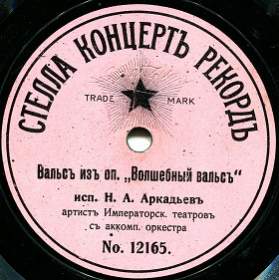 СТЕЛЛА КОНЦЕРТЪ РЕКОРДЪ
TRADE MARK
Вальсъ изъ оп. „Волшебный вальсъ“
исп. Н. А. Аркадьевъ
артистъ Императорск. театровъ
съ аккомп. оркестра
No. 12165.